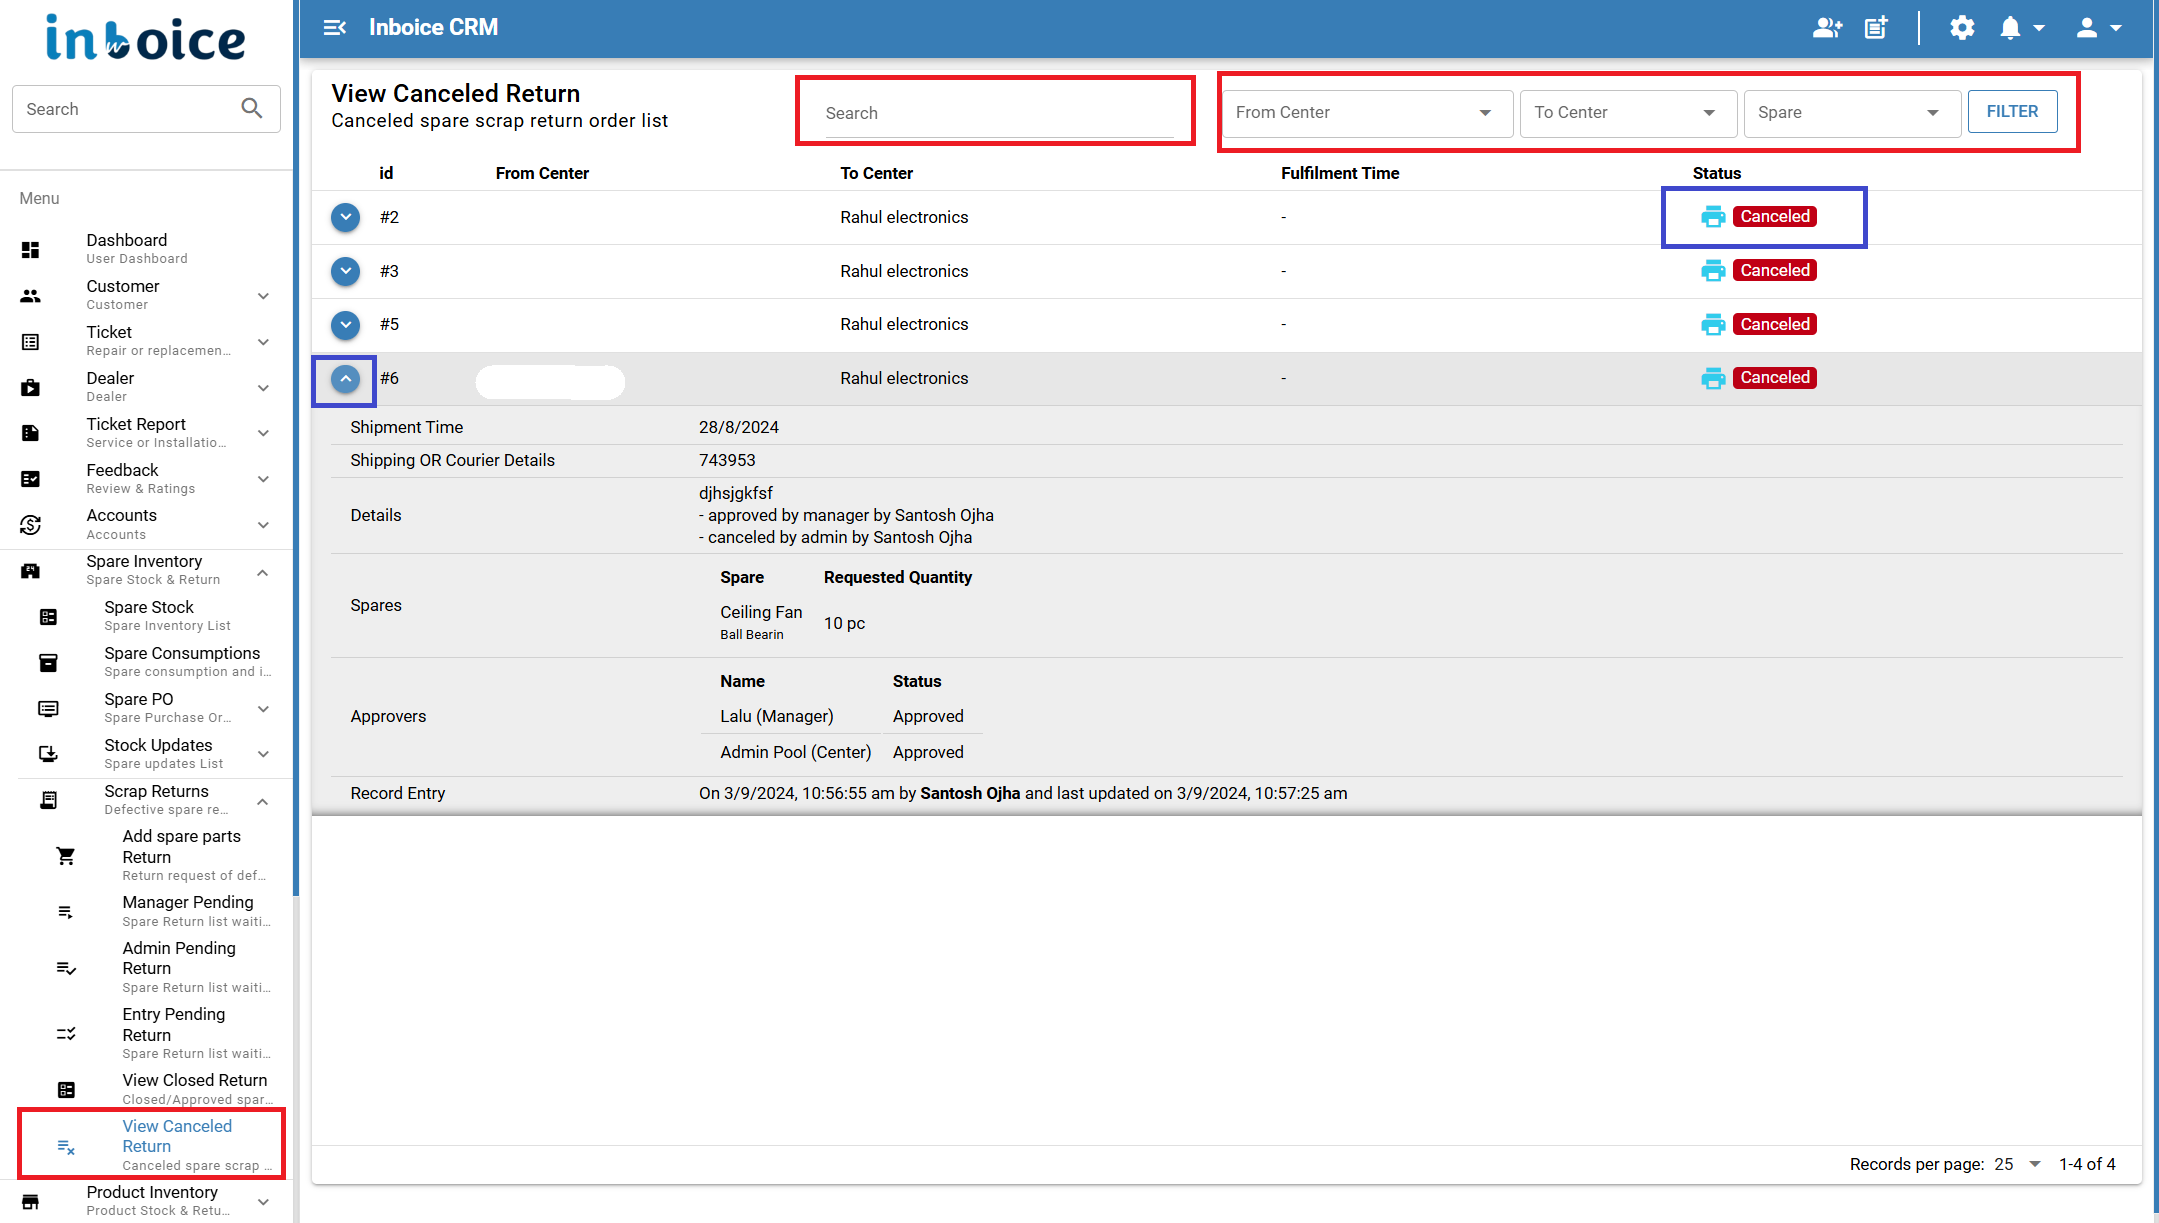 inboice
Search
Menu
Dashboard
User Dashboard
Customer
Customer
Ticket
Repair or replacemen...
Dealer
Dealer
Ticket Report
Service or Installatio...
Feedback
Review & Ratings
Accounts
Accounts
Spare Inventory
Spare Stock & Return
Spare Stock
Spare Inventory List
Spare Consumptions
Spare consumption and i...
Spare PO
Spare Purchase Or...
Stock Updates
Spare updates List
Scrap Returns
Defective spare re...
Add spare parts
Return
Return request of def...
Manager Pending
Spare Return list waiti...
Admin Pending
Return
Spare Return list waiti...
Entry Pending
Return
Spare Return list waiti...
View Closed Return
Closed/Approved spar...
View Canceled
Return
Canceled spare scrap ...
Product Inventory
Product Stock & Retu...
Inboice CRM
View Canceled Return
Canceled spare scrap return order list
Search
From Center To Center Spare FILTER
id From Center To Center Fulfilment Time Status
#2 Rahul electronics - Canceled
#3 Rahul electronics - Canceled
#5 Rahul electronics - Canceled
#6 Rahul electronics - Canceled
Shipment Time 28/8/2024
Shipping OR Courier Details 743953
Details
djhsjgkfsf
- approved by manager by Santosh Ojha
- canceled by admin by Santosh Ojha
Spares
Spare Requested Quantity
Ceiling Fan
Ball Bearin
10 pc
Approvers
Name Status
Lalu (Manager) Approved
Admin Pool (Center) Approved
Record Entry On 3/9/2024, 10:56:55 am by Santosh Ojha and last updated on 3/9/2024, 10:57:25 am
Records per page: 25 1-4 of 4